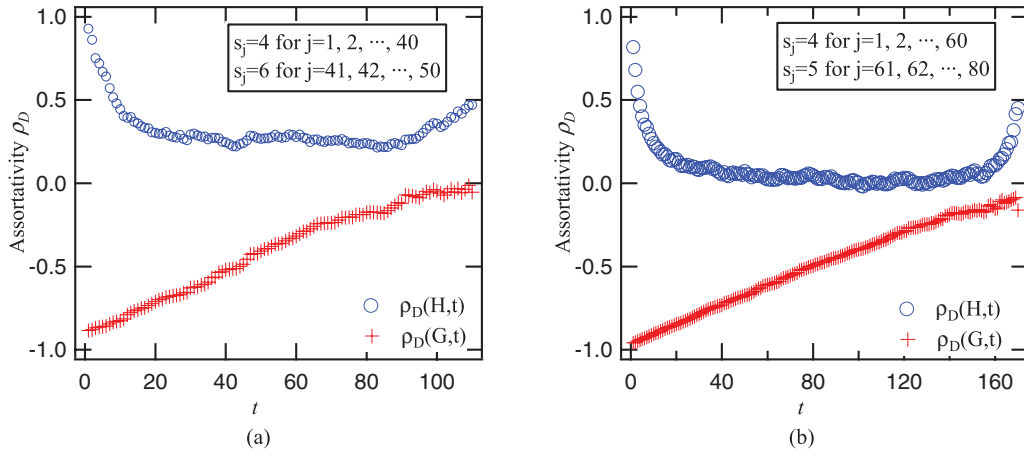 1.0
0.5
0.0
-0.5
-1.0
Assortativity ρD
s_j=4 for j=1, 2, ···, 40
s_j=6 for j=41, 42, ···, 50
ρD(H,t)
ρD(G,t)
0 20 40 60 80 100
t
(a)
1.0
0.5
0.0
-0.5
-1.0
Assortativity ρD
s_j=4 for j=1, 2, ···, 60
s_j=5 for j=61, 62, ···, 80
ρD(H,t)
ρD(G,t)
0 40 80 120 160
t
(b)